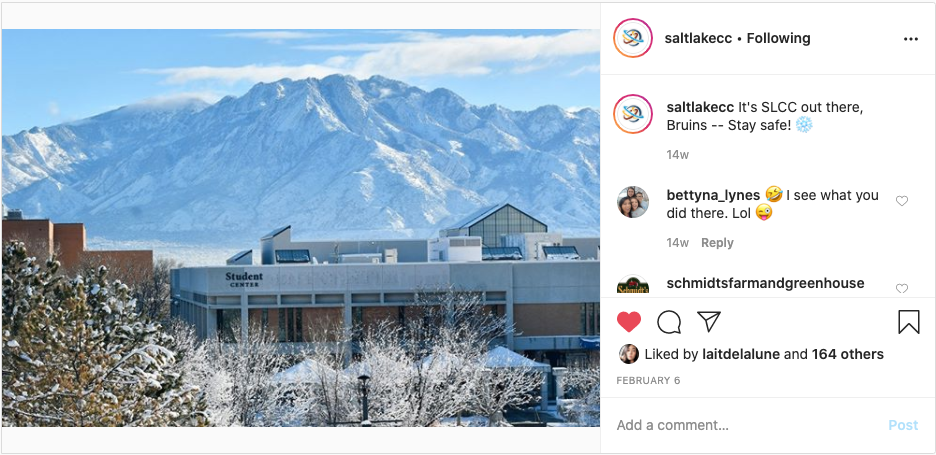 Student
CENTER
saltlakecc • Following
saltlakecc It's SLCC out there,
Bruins -- Stay safe! ❄️
14w
bettyna_lynes 🤣 I see what you
did there. Lol 😜
14w Reply
Schmidt's
schmidtsfarmandgreenhouse
Liked by laitdelalune and 164 others
FEBRUARY 6
Add a comment...
Post